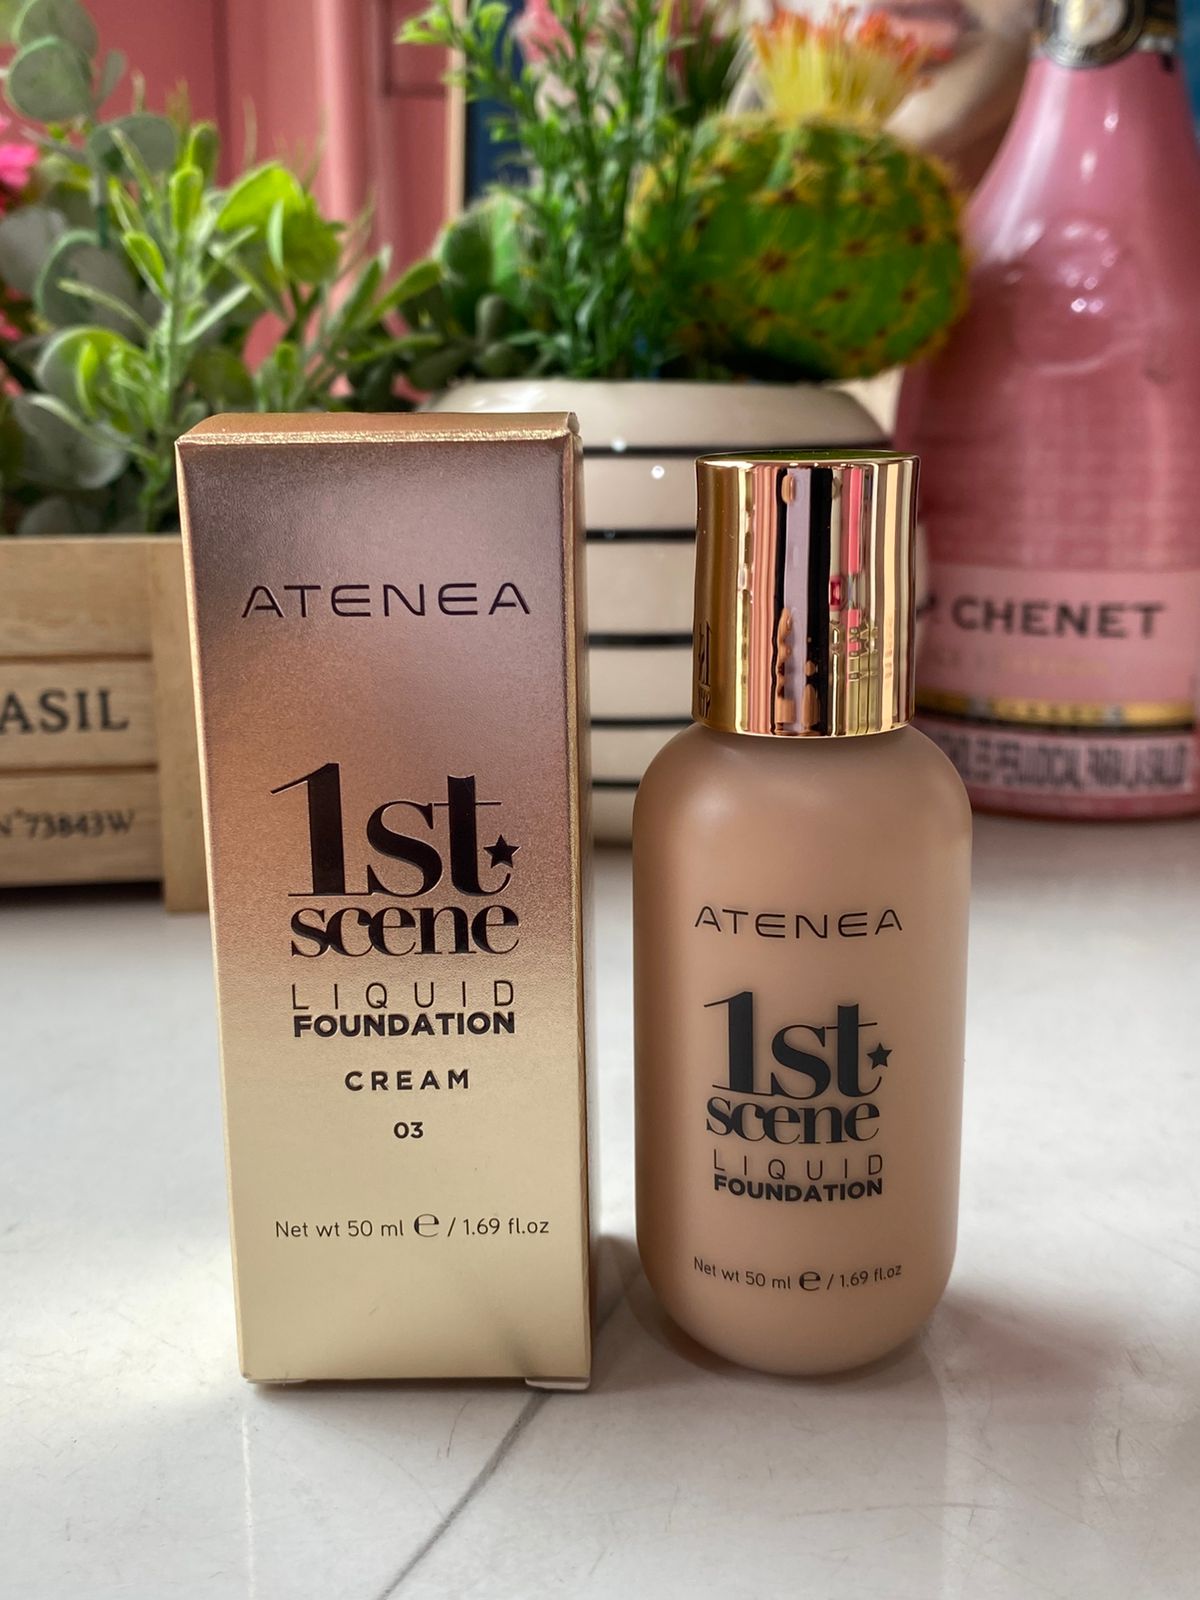 ATENEA
1st
scene
LIQUID
FOUNDATION
CREAM
03
Net wt 50 ml ℮ / 1.69 fl.oz
ATENEA
1st
scene
LIQUID
FOUNDATION
Net wt 50 ml ℮ / 1.69 fl.oz
ASIL
N°73843W
CHENET